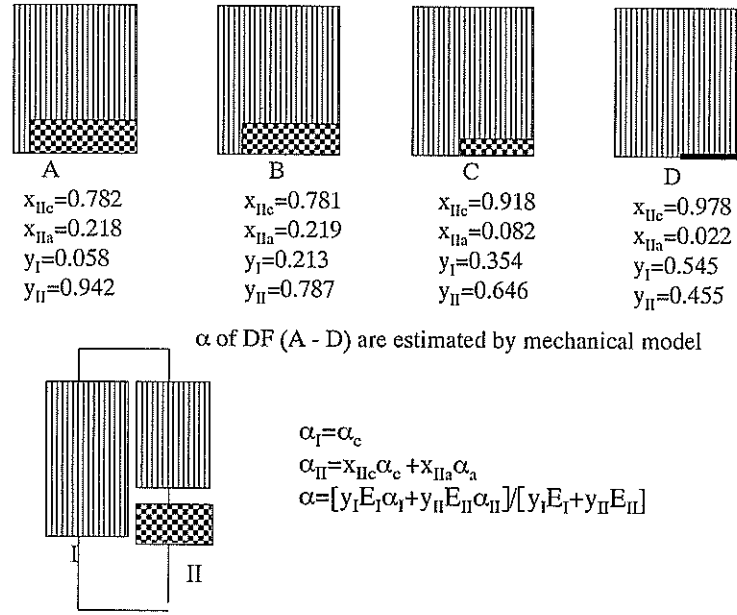 A B C D
x_IIc=0.782 x_IIc=0.781 x_IIc=0.918 x_IIc=0.978
x_IIa=0.218 x_IIa=0.219 x_IIa=0.082 x_IIa=0.022
y_I=0.058 y_I=0.213 y_I=0.354 y_I=0.545
y_II=0.942 y_II=0.787 y_II=0.646 y_II=0.455
α of DF (A - D) are estimated by mechanical model
α_I=α_c
α_II=x_IIcα_c+x_IIaα_a
α=[y_IE_Iα_I+y_IIE_IIα_II]/[y_IE_I+y_IIE_II]
I
II